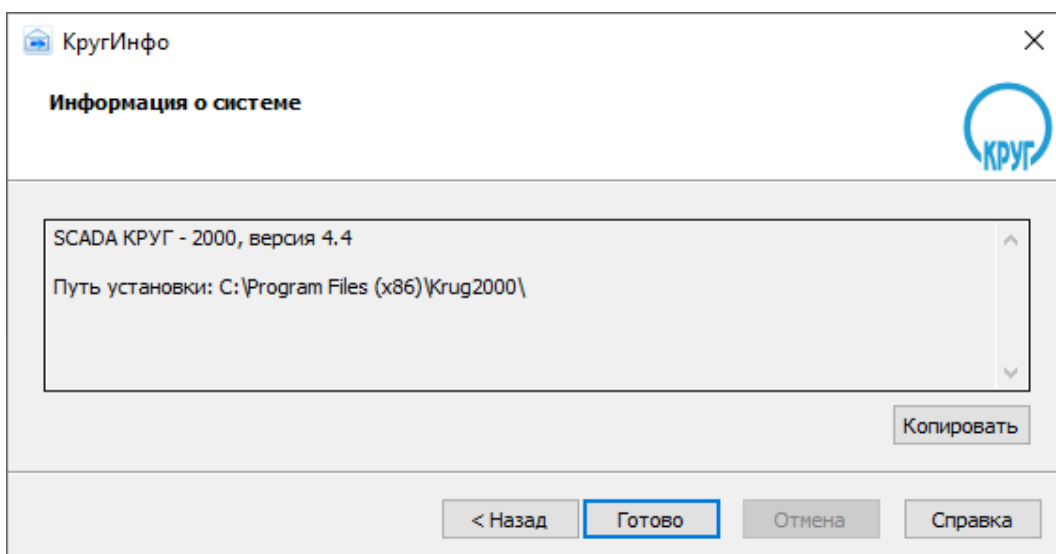 КругИнфо
Информация о системе
КРУГ
SCADA КРУГ - 2000, версия 4.4
Путь установки: C:\Program Files (x86)\Krug2000\
Копировать
< Назад
Готово
Отмена
Справка